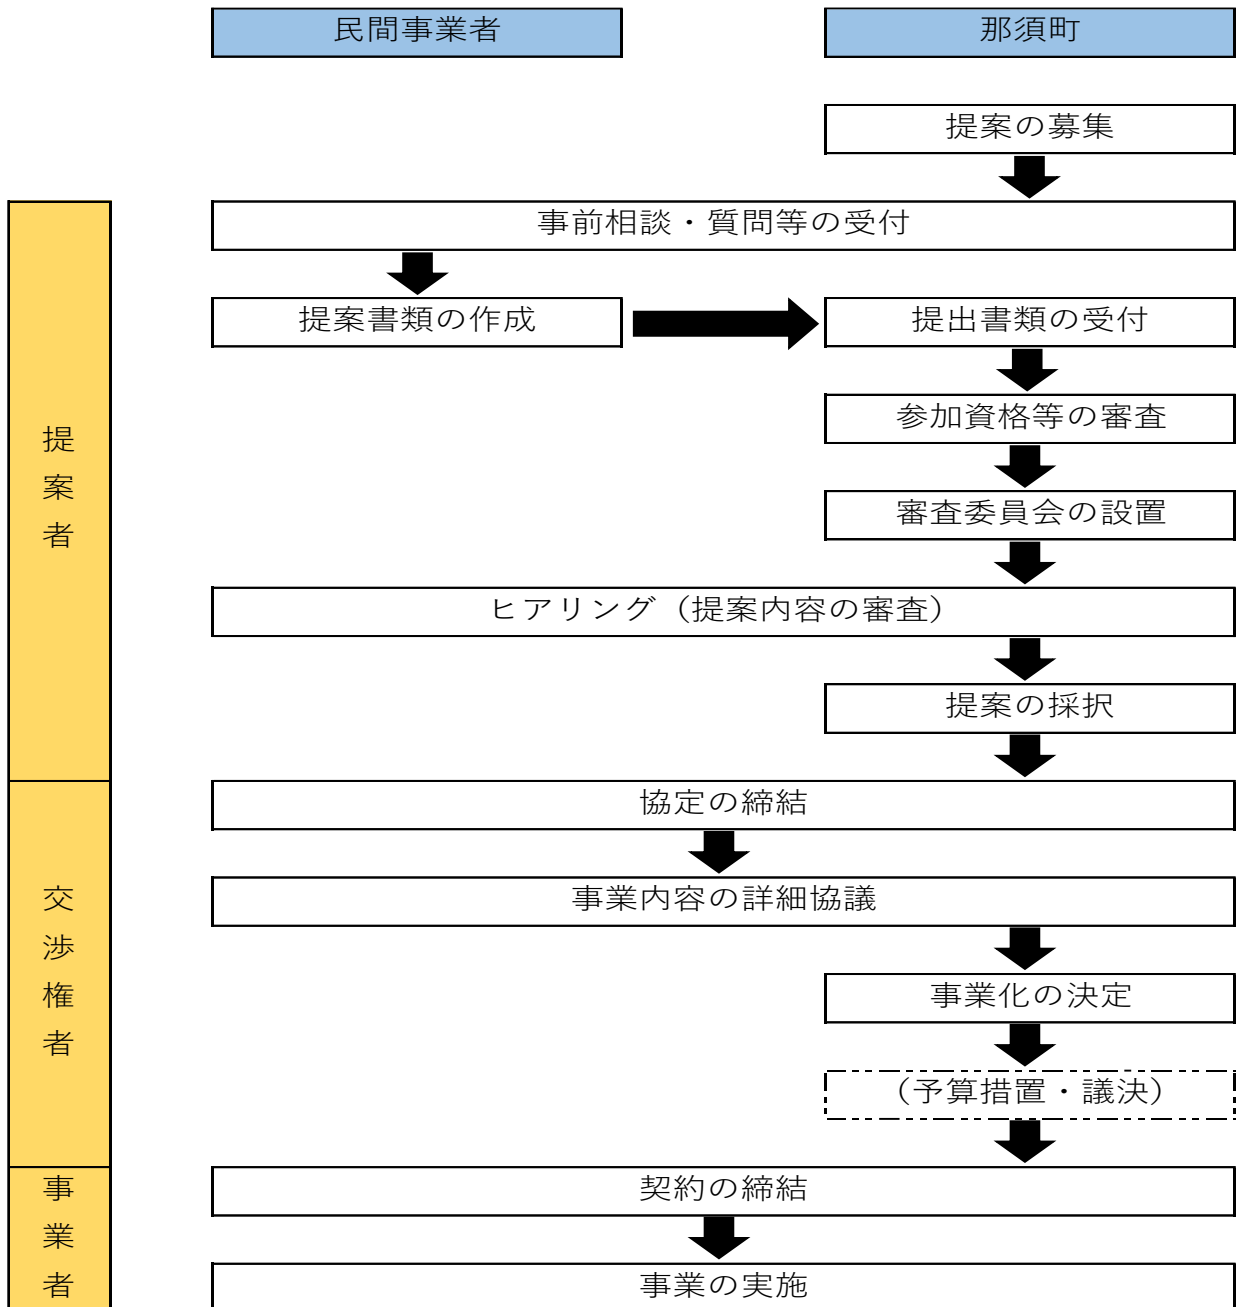 民間事業者
那須町
提案の募集
事前相談・質問等の受付
提案書類の作成
提出書類の受付
参加資格等の審査
審査委員会の設置
ヒアリング（提案内容の審査）
提案の採択
協定の締結
事業内容の詳細協議
事業化の決定
（予算措置・議決）
契約の締結
事業の実施
提案者
交渉権者
事業者